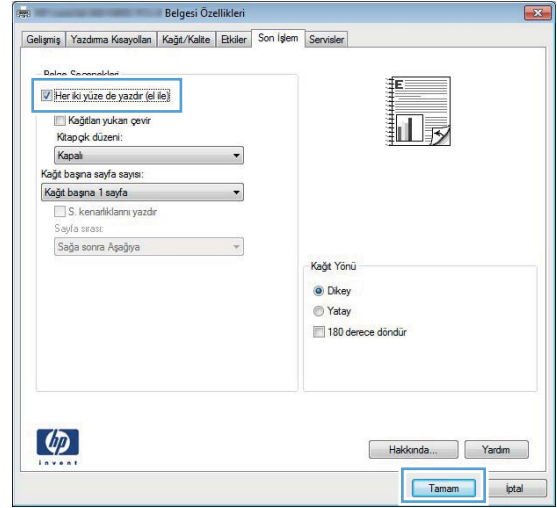 Belgesi Özellikleri
Gelişmiş Yazdırma Kısayolları Kağıt/Kalite Etkiler Son İşlem Servisler
Belge Seçenekleri
Her iki yüze de yazdır (el ile)
Kağıtları yukarı çevir
Kitapçık düzeni:
Kapalı
Kağıt başına sayfa sayısı:
Kağıt başına 1 sayfa
S. kenarlıklarını yazdır
Sayfa sırası:
Sağa sonra Aşağıya
Kağıt Yönü
Dikey
Yatay
180 derece döndür
hp
invent
Hakkında... Yardım
Tamam İptal